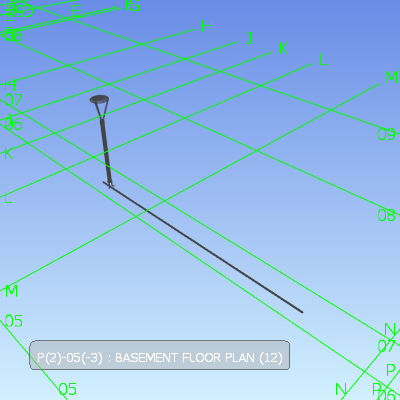 I
J
K
L
M
09
08
07
06
K
L
M
05
05
N
07
P
N
P
06
P(2)-05(-3) : BASEMENT FLOOR PLAN (12)